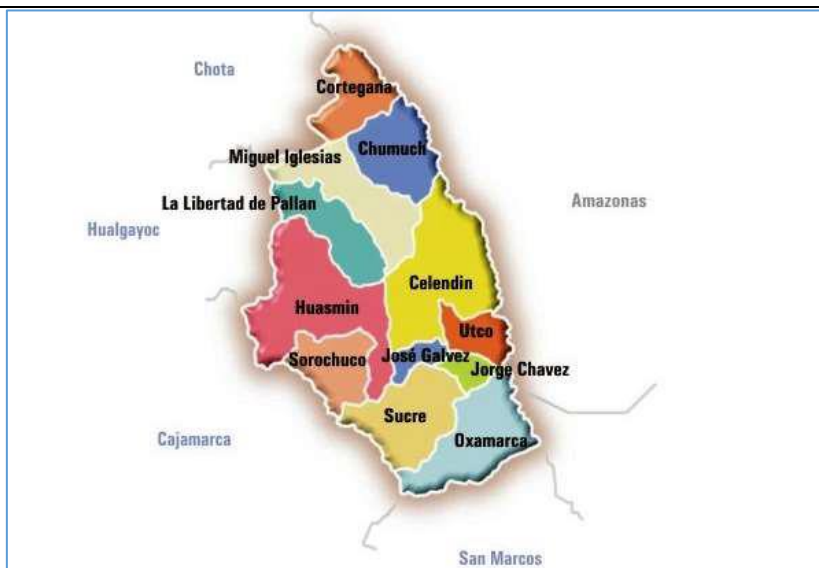 Chota
Cortegana
Chumuch
Miguel Iglesias
La Libertad de Pallan
Amazonas
Hualgayoc
Celendin
Huasmin
Utco
José Galvez
Sorochuco
Jorge Chavez
Sucre
Cajamarca
Oxamarca
San Marcos